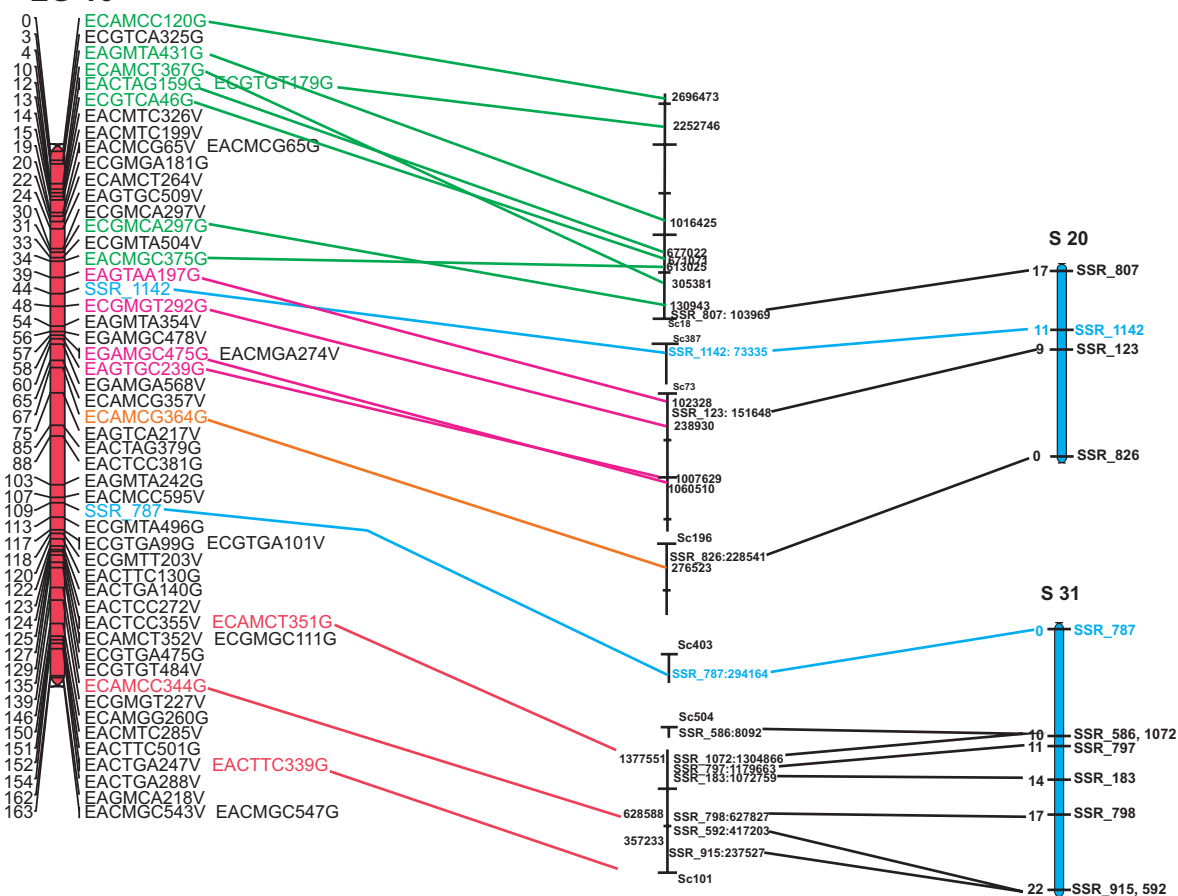 0 ECAMCC120G
3 ECGTCA325G
4 EAGMTA431G
10 ECAMCT367G
12 EACTAG159G ECGTGT179G
13 ECGTCA46G
14 EACMTC326V
15 EACMTC199V
19 EACMCG65V EACMCG65G
20 ECGMGA181G
22 ECAMCT264V
24 EAGTGC509V
30 ECGMCA297V
31 ECGMCA297G
33 ECGMTA504V
34 EACMGC375G
39 EAGTAA197G
44 SSR_1142
48 ECGMGT292G
54 EAGMTA354V
56 EGAMGC478V
57 EGAMGC475G EACMGA274V
58 EAGTGC239G
60 EGAMGA568V
65 ECAMCG357V
67 ECAMCG364G
75 EAGTCA217V
85 EACTAG379G
88 EACTCC381G
103 EAGMTA242G
107 EACMCC595V
109 SSR_787
113 ECGMTA496G
117 ECGTGA99G ECGTGA101V
118 ECGMTT203V
120 EACTTC130G
122 EACTGA140G
123 EACTCC272V
124 EACTCC355V ECAMCT351G
125 ECAMCT352V ECGMGC111G
127 ECGTGA475G
129 ECGTGT484V
135 ECAMCC344G
139 ECGMGT227V
146 ECAMGG260G
150 EACMTC285V
151 EACTTC501G
152 EACTGA247V EACTTC339G
154 EACTGA288V
162 EAGMCA218V
163 EACMGC543V EACMGC547G
2696473
2252746
1016425
677022
613025
305381
130943
SSR_807: 103969
Sc18
Sc387
SSR_1142: 73335
Sc73
102328
SSR_123: 151648
238930
1007629
1060510
Sc196
SSR_826:228541
276523
Sc403
SSR_787:294164
Sc504
SSR_586:8092
1377551 SSR_1072:1304866
SSR_797:1179663
SSR_183:1072759
628588 SSR_798:627827
SSR_592:417203
357233
SSR_915:237527
Sc101
S 20
17 SSR_807
11 SSR_1142
9 SSR_123
0 SSR_826
S 31
0 SSR_787
10 SSR_586, 1072
11 SSR_797
14 SSR_183
17 SSR_798
22 SSR_915, 592